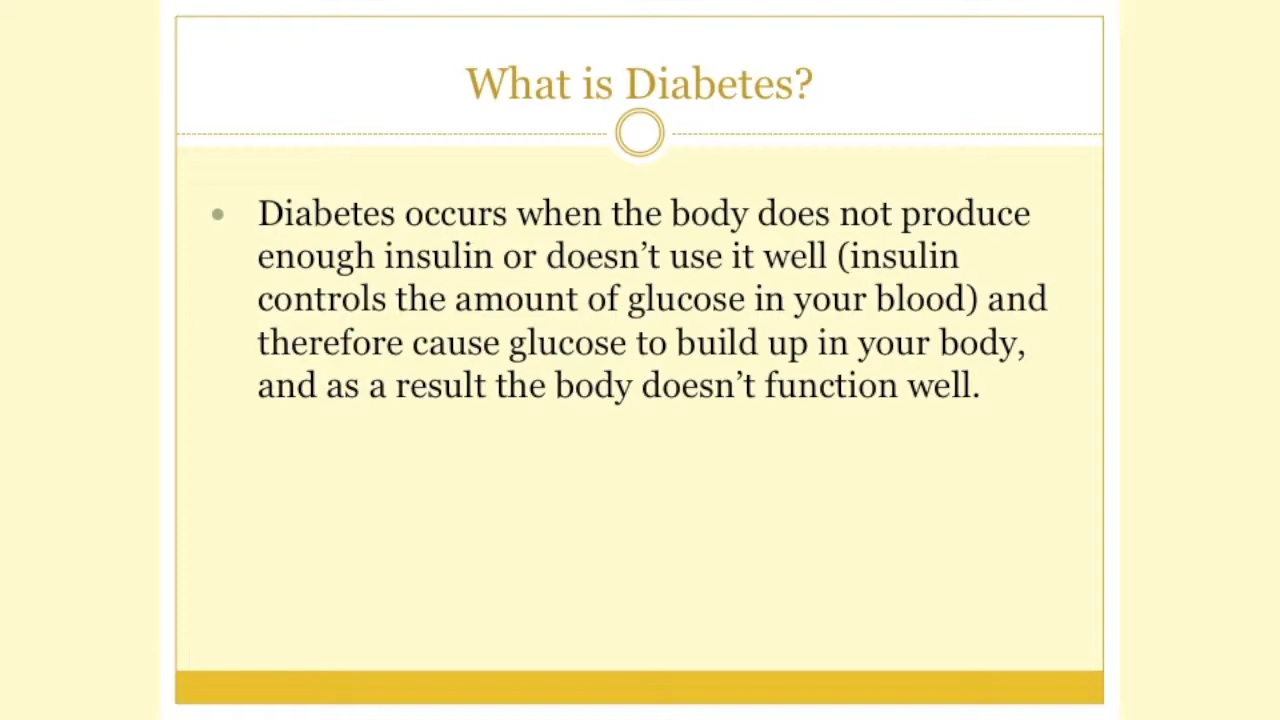 What is Diabetes?
• Diabetes occurs when the body does not produce
enough insulin or doesn’t use it well (insulin
controls the amount of glucose in your blood) and
therefore cause glucose to build up in your body,
and as a result the body doesn’t function well.